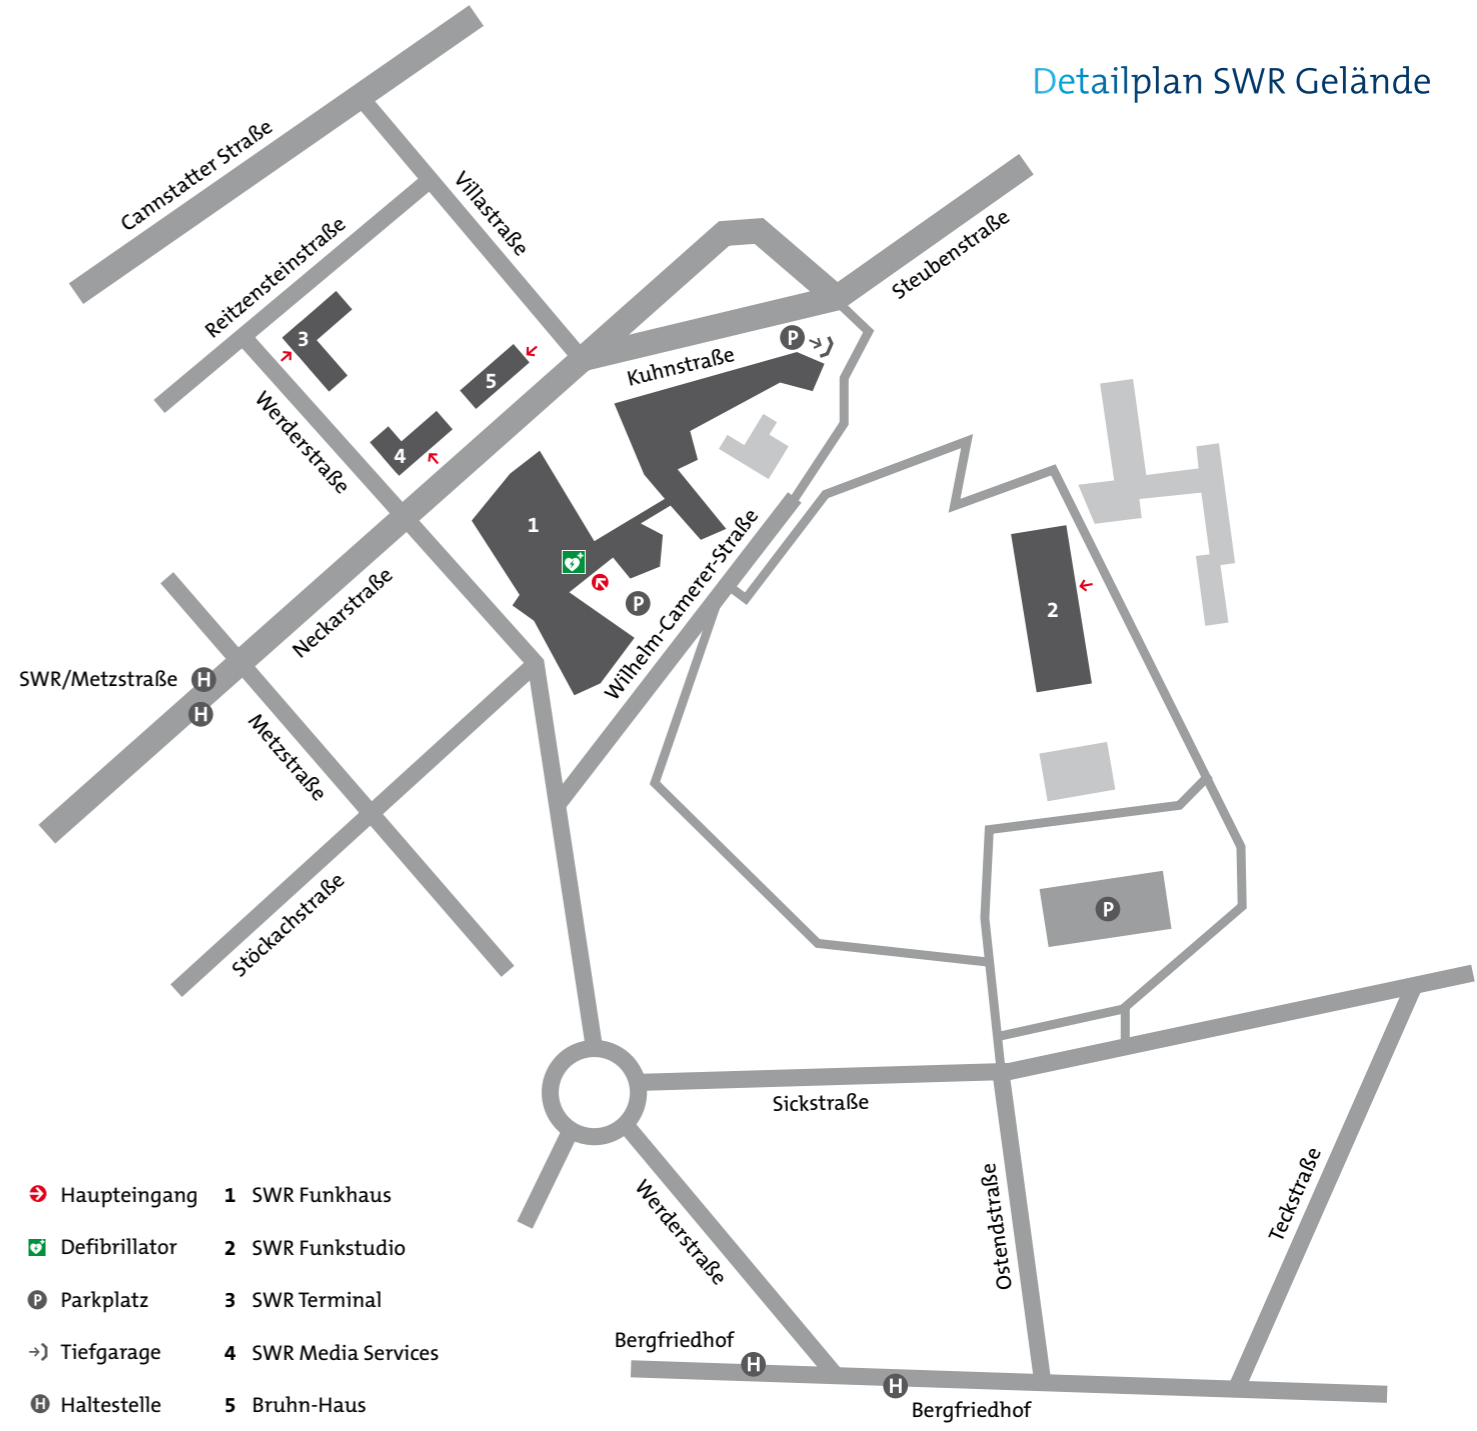 Detailplan SWR Gelände
Cannstatter Straße
Villastraße
Reitzensteinstraße
Steubenstraße
3
P
Kuhnstraße
5
Werderstraße
4
1
Wilhelm-Camerer-Straße
P
2
Neckarstraße
SWR/Metzstraße H
H
Metzstraße
Stöckachstraße
P
Sickstraße
Werderstraße
Ostendstraße
Teckstraße
Bergfriedhof
H
H
Bergfriedhof
Haupteingang 1 SWR Funkhaus
Defibrillator 2 SWR Funkstudio
P Parkplatz 3 SWR Terminal
Tiefgarage 4 SWR Media Services
H Haltestelle 5 Bruhn-Haus